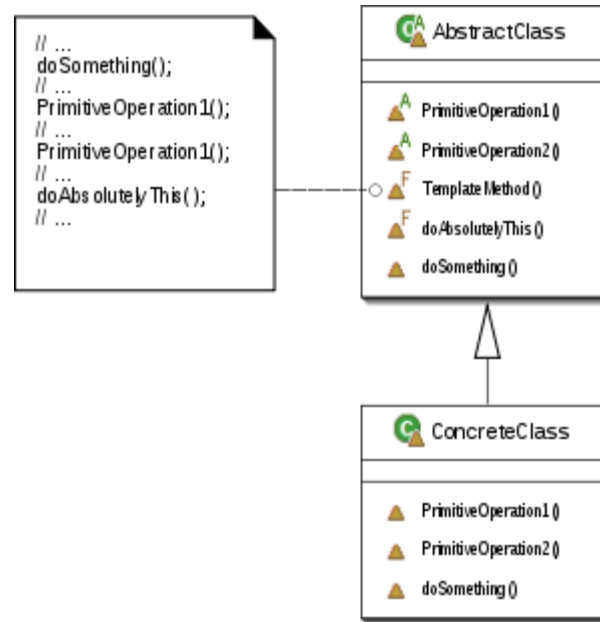 // ...
doSomething();
// ...
PrimitiveOperation1();
// ...
PrimitiveOperation1();
// ...
doAbsolutelyThis();
// ...
C A AbstractClass
A PrimitiveOperation1()
A PrimitiveOperation2()
F TemplateMethod()
F doAbsolutelyThis()
doSomething()
C ConcreteClass
PrimitiveOperation1()
PrimitiveOperation2()
doSomething()